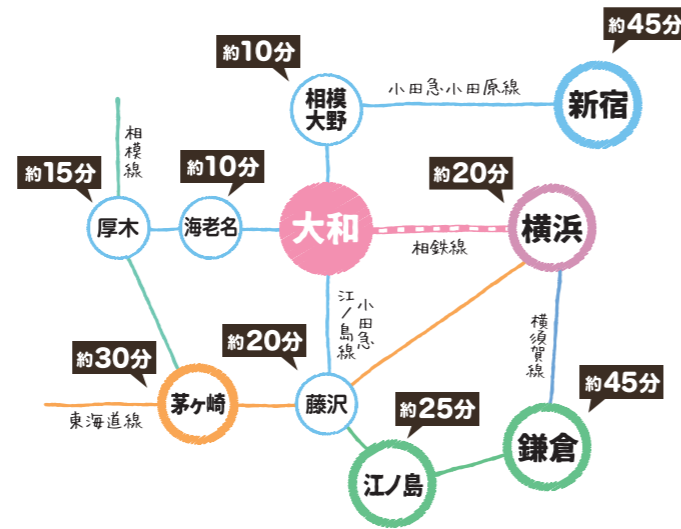 約45分
約10分
小田急小田原線
相模
大野
新宿
相模線
約15分
約10分
約20分
厚木
海老名
大和
横浜
相鉄線
小田急
江ノ島線
横須賀線
約30分
約20分
約45分
茅ヶ崎
藤沢
約25分
東海道線
鎌倉
江ノ島